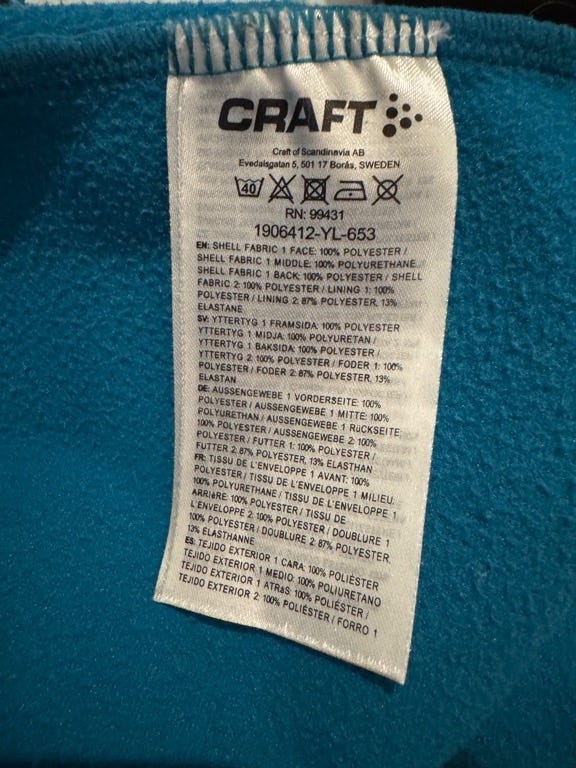 CRAFT
Craft of Scandinavia AB
Evedalsgatan 5, 501 17 Borås, SWEDEN
40
RN: 99431
1906412-YL-653
EN: SHELL FABRIC 1 FACE: 100% POLYESTER /
SHELL FABRIC 1 MIDDLE: 100% POLYURETHANE
SHELL FABRIC 1 BACK: 100% POLYESTER / SHELL
FABRIC 2: 100% POLYESTER / LINING 1: 100%
POLYESTER / LINING 2: 87% POLYESTER, 13%
ELASTANE
SV: YTTERTYG 1 FRAMSIDA: 100% POLYESTER
YTTERTYG 1 MIDJA: 100% POLYURETAN /
YTTERTYG 1 BAKSIDA: 100% POLYESTER /
YTTERTYG 2: 100% POLYESTER / FODER 1: 100%
POLYESTER / FODER 2: 87% POLYESTER, 13%
ELASTAN
DE: AUSSENGEWEBE 1 VORDERSEITE: 100%
POLYESTER / AUSSENGEWEBE 1 MITTE: 100%
POLYURETHAN / AUSSENGEWEBE 1 RüCKSEITE:
100% POLYESTER / AUSSENGEWEBE 2: 100%
POLYESTER / FUTTER 1: 100% POLYESTER /
FUTTER 2: 87% POLYESTER, 13% ELASTHAN
FR: TISSU DE L'ENVELOPPE 1 AVANT: 100%
POLYESTER / TISSU DE L'ENVELOPPE 1 MILIEU:
100% POLYURETHANE / TISSU DE L'ENVELOPPE 1
ARRIèRE: 100% POLYESTER / TISSU DE
L'ENVELOPPE 2: 100% POLYESTER / DOUBLURE 1
100% POLYESTER / DOUBLURE 2: 87% POLYESTER,
13% ELASTHANNE
ES: TEJIDO EXTERIOR 1 CARA: 100% POLIÉSTER
TEJIDO EXTERIOR 1 MEDIO: 100% POLIURETANO
TEJIDO EXTERIOR 1 ATRáS: 100% POLIÉSTER /
TEJIDO EXTERIOR 2: 100% POLIÉSTER / FORRO 1